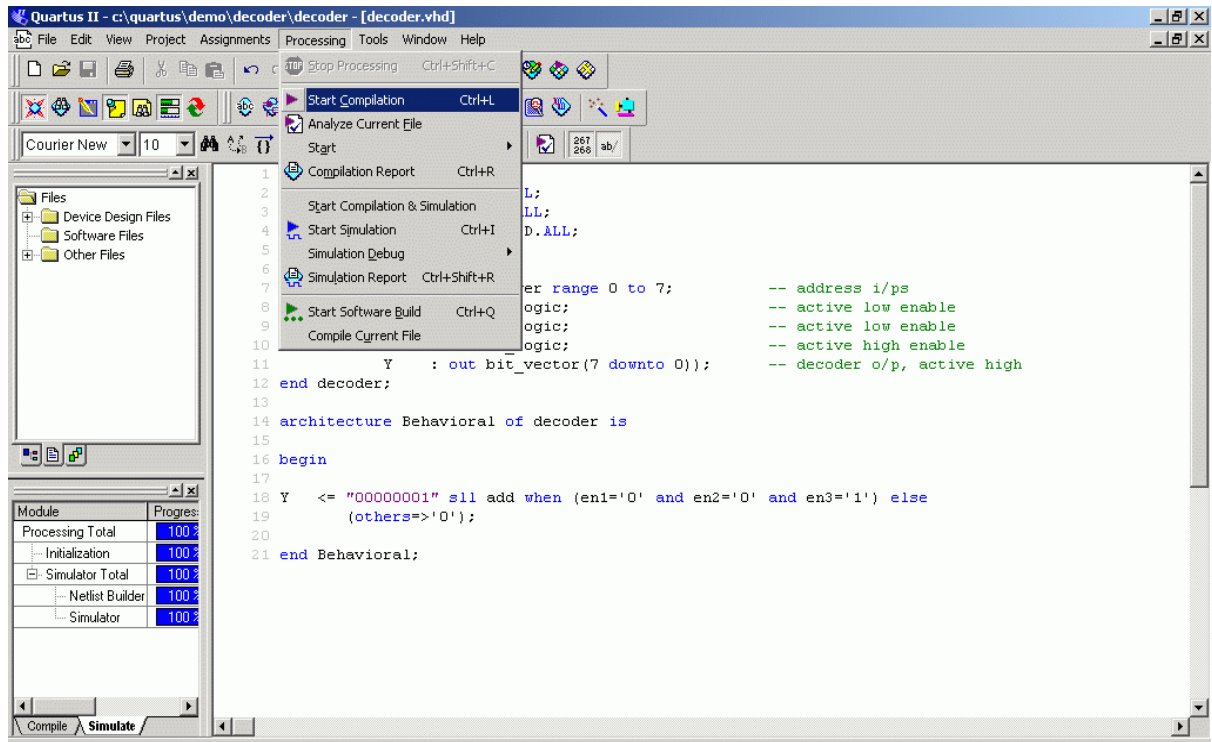 Quartus II - c:\quartus\demo\decoder\decoder - [decoder.vhd]
File Edit View Project Assignments Processing Tools Window Help
Stop Processing Ctrl+Shift+C
Start Compilation Ctrl+L
Analyze Current File
Start
Compilation Report Ctrl+R
Start Compilation & Simulation
Start Simulation Ctrl+I
Simulation Debug
Simulation Report Ctrl+Shift+R
Start Software Build Ctrl+Q
Compile Current File
Courier New 10
267
268 ab/
Files
Device Design Files
Software Files
Other Files
1
2 L;
3 LL;
4 D.ALL;
5
6
7 er range 0 to 7; -- address i/ps
8 ogic; -- active low enable
9 ogic; -- active low enable
10 _ogic; -- active high enable
11 Y : out bit_vector(7 downto 0)); -- decoder o/p, active high
12 end decoder;
13
14 architecture Behavioral of decoder is
15
16 begin
17
18 Y <= "00000001" sll add when (en1='0' and en2='0' and en3='1') else
19 (others=>'0');
20
21 end Behavioral;
Module Progres
Processing Total 100 %
Initialization 100 %
Simulator Total 100 %
Netlist Builder 100 %
Simulator 100 %
Compile Simulate